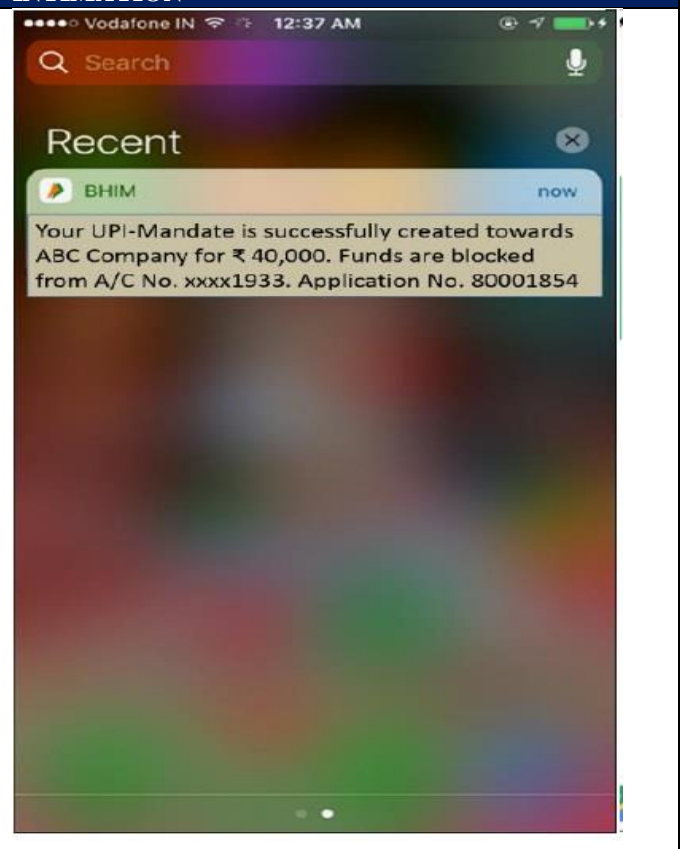 Vodafone IN 12:37 AM
Search
Recent
BHIM now
Your UPI-Mandate is successfully created towards
ABC Company for ₹ 40,000. Funds are blocked
from A/C No. xxxx1933. Application No. 80001854